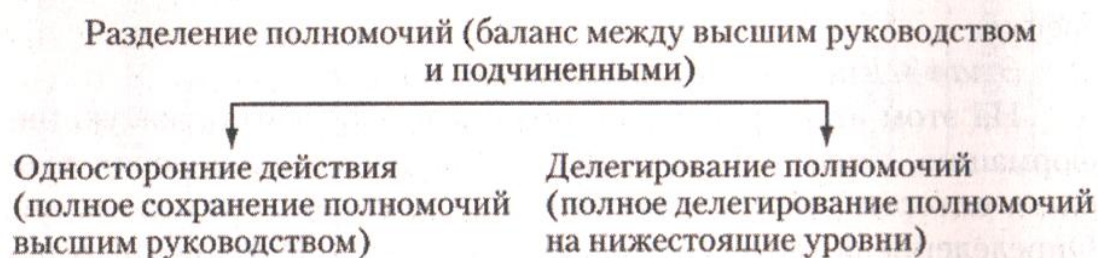 Разделение полномочий (баланс между высшим руководством
и подчиненными)
Односторонние действия
(полное сохранение полномочий
высшим руководством)
Делегирование полномочий
(полное делегирование полномочий
на нижестоящие уровни)